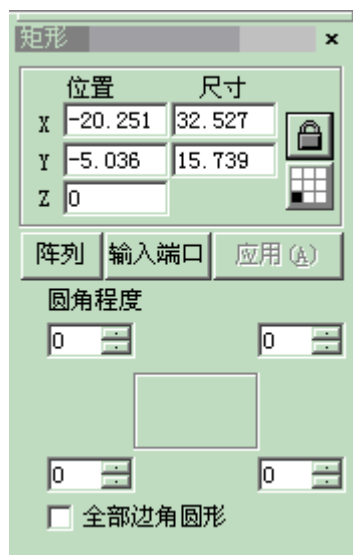 矩形 ×
位置 尺寸
X -20.251 32.527
Y -5.036 15.739
Z 0
阵列 输入端口 应用(A)
圆角程度
0 0
0 0
全部边角圆形